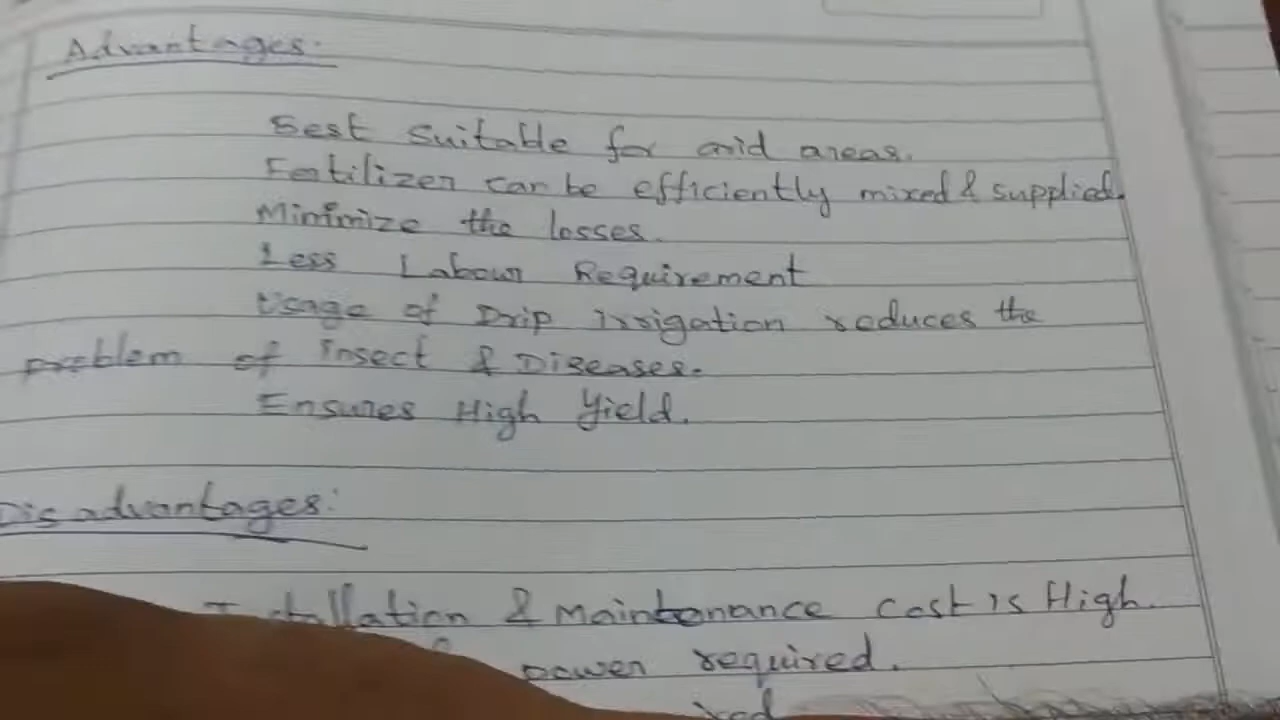 Advantages:
Best suitable for arid areas.
Fertilizer can be efficiently mixed & supplied.
Minimize the losses.
Less Labour Requirement
Usage of Drip irrigation reduces the
problem of insect & Diseases.
Ensures High Yield.
Disadvantages:
Installation & Maintenance cost is High.
power required.